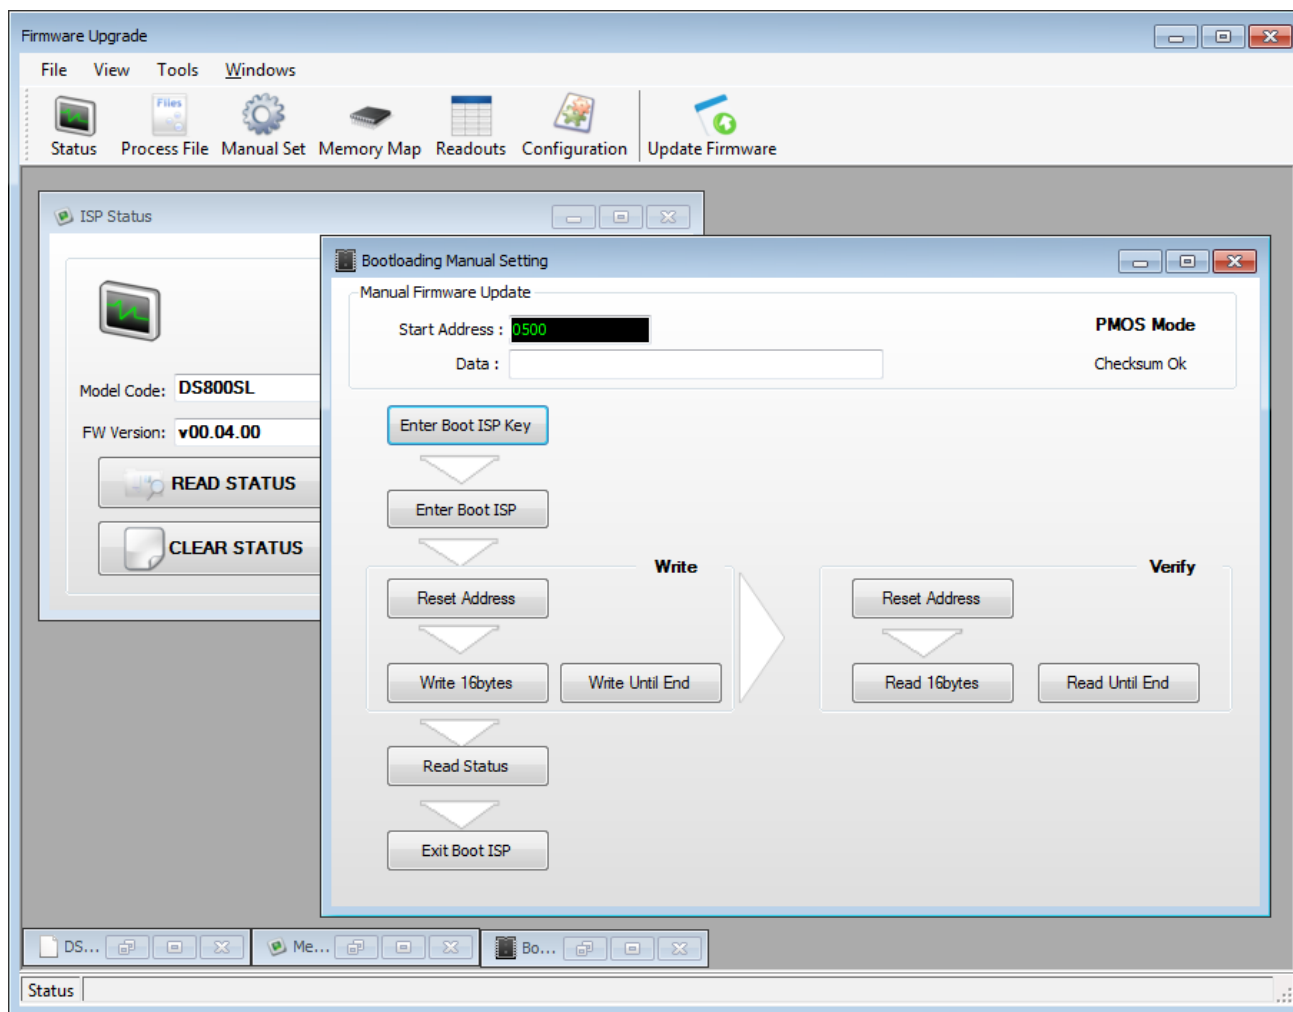 Firmware Upgrade
File View Tools Windows
Files
Status Process File Manual Set Memory Map Readouts Configuration Update Firmware
ISP Status
Model Code: DS800SL
FW Version: v00.04.00
READ STATUS
CLEAR STATUS
Bootloading Manual Setting
Manual Firmware Update
Start Address : 0500
PMOS Mode
Data :
Checksum Ok
Enter Boot ISP Key
Enter Boot ISP
Write
Verify
Reset Address
Reset Address
Write 16bytes Write Until End
Read 16bytes Read Until End
Read Status
Exit Boot ISP
DS... Me... Bo...
Status